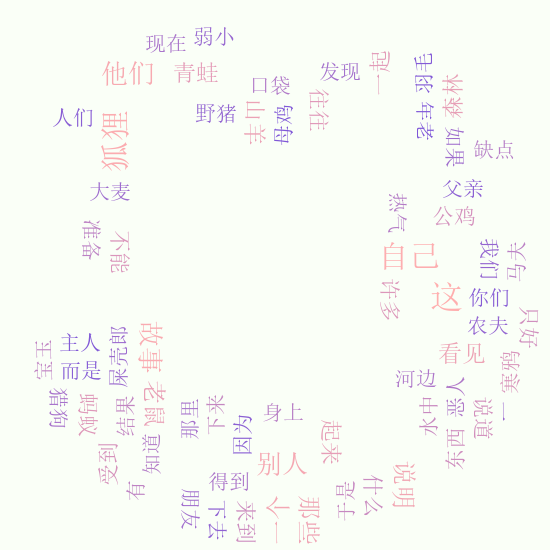 现在
弱小
他们
青蛙
口袋
发现
一起
毛羽
年老
森林
如果
缺点
人们
狐狸
野猪
山羊
母鸡
往往
大麦
父亲
热气
公鸡
准备
不能
自己
我们
马夫
许多
这
你们
农夫
只好
主人
而是
屎壳郎
故事
看见
寒鸦
宝玉
猎狗
蚂蚁
结果
老鼠
河边
水中
恶人
说道
一
东西
受到
知道
有
那里
下来
因为
身上
别人
起来
得到
朋友
下去
来到
一个
那些
于是
什么
说明